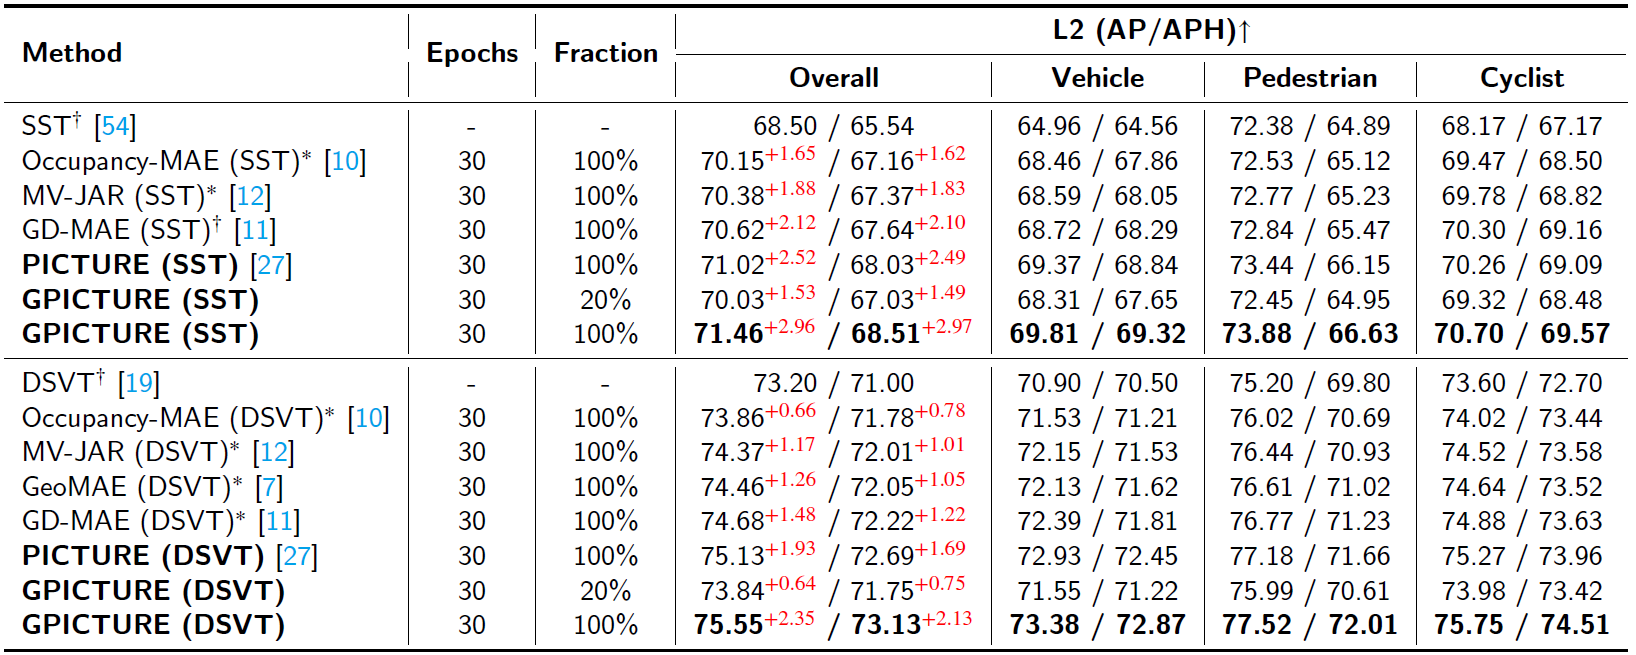 Method Epochs Fraction L2 (AP/APH)↑
Overall Vehicle Pedestrian Cyclist
SST† [54] - - 68.50 / 65.54 64.96 / 64.56 72.38 / 64.89 68.17 / 67.17
Occupancy-MAE (SST)* [10] 30 100% 70.15+1.65 / 67.16+1.62 68.46 / 67.86 72.53 / 65.12 69.47 / 68.50
MV-JAR (SST)* [12] 30 100% 70.38+1.88 / 67.37+1.83 68.59 / 68.05 72.77 / 65.23 69.78 / 68.82
GD-MAE (SST)† [11] 30 100% 70.62+2.12 / 67.64+2.10 68.72 / 68.29 72.84 / 65.47 70.30 / 69.16
PICTURE (SST) [27] 30 100% 71.02+2.52 / 68.03+2.49 69.37 / 68.84 73.44 / 66.15 70.26 / 69.09
GPICTURE (SST) 30 20% 70.03+1.53 / 67.03+1.49 68.31 / 67.65 72.45 / 64.95 69.32 / 68.48
GPICTURE (SST) 30 100% 71.46+2.96 / 68.51+2.97 69.81 / 69.32 73.88 / 66.63 70.70 / 69.57
DSVT† [19] - - 73.20 / 71.00 70.90 / 70.50 75.20 / 69.80 73.60 / 72.70
Occupancy-MAE (DSVT)* [10] 30 100% 73.86+0.66 / 71.78+0.78 71.53 / 71.21 76.02 / 70.69 74.02 / 73.44
MV-JAR (DSVT)* [12] 30 100% 74.37+1.17 / 72.01+1.01 72.15 / 71.53 76.44 / 70.93 74.52 / 73.58
GeoMAE (DSVT)* [7] 30 100% 74.46+1.26 / 72.05+1.05 72.13 / 71.62 76.61 / 71.02 74.64 / 73.52
GD-MAE (DSVT)* [11] 30 100% 74.68+1.48 / 72.22+1.22 72.39 / 71.81 76.77 / 71.23 74.88 / 73.63
PICTURE (DSVT) [27] 30 100% 75.13+1.93 / 72.69+1.69 72.93 / 72.45 77.18 / 71.66 75.27 / 73.96
GPICTURE (DSVT) 30 20% 73.84+0.64 / 71.75+0.75 71.55 / 71.22 75.99 / 70.61 73.98 / 73.42
GPICTURE (DSVT) 30 100% 75.55+2.35 / 73.13+2.13 73.38 / 72.87 77.52 / 72.01 75.75 / 74.51